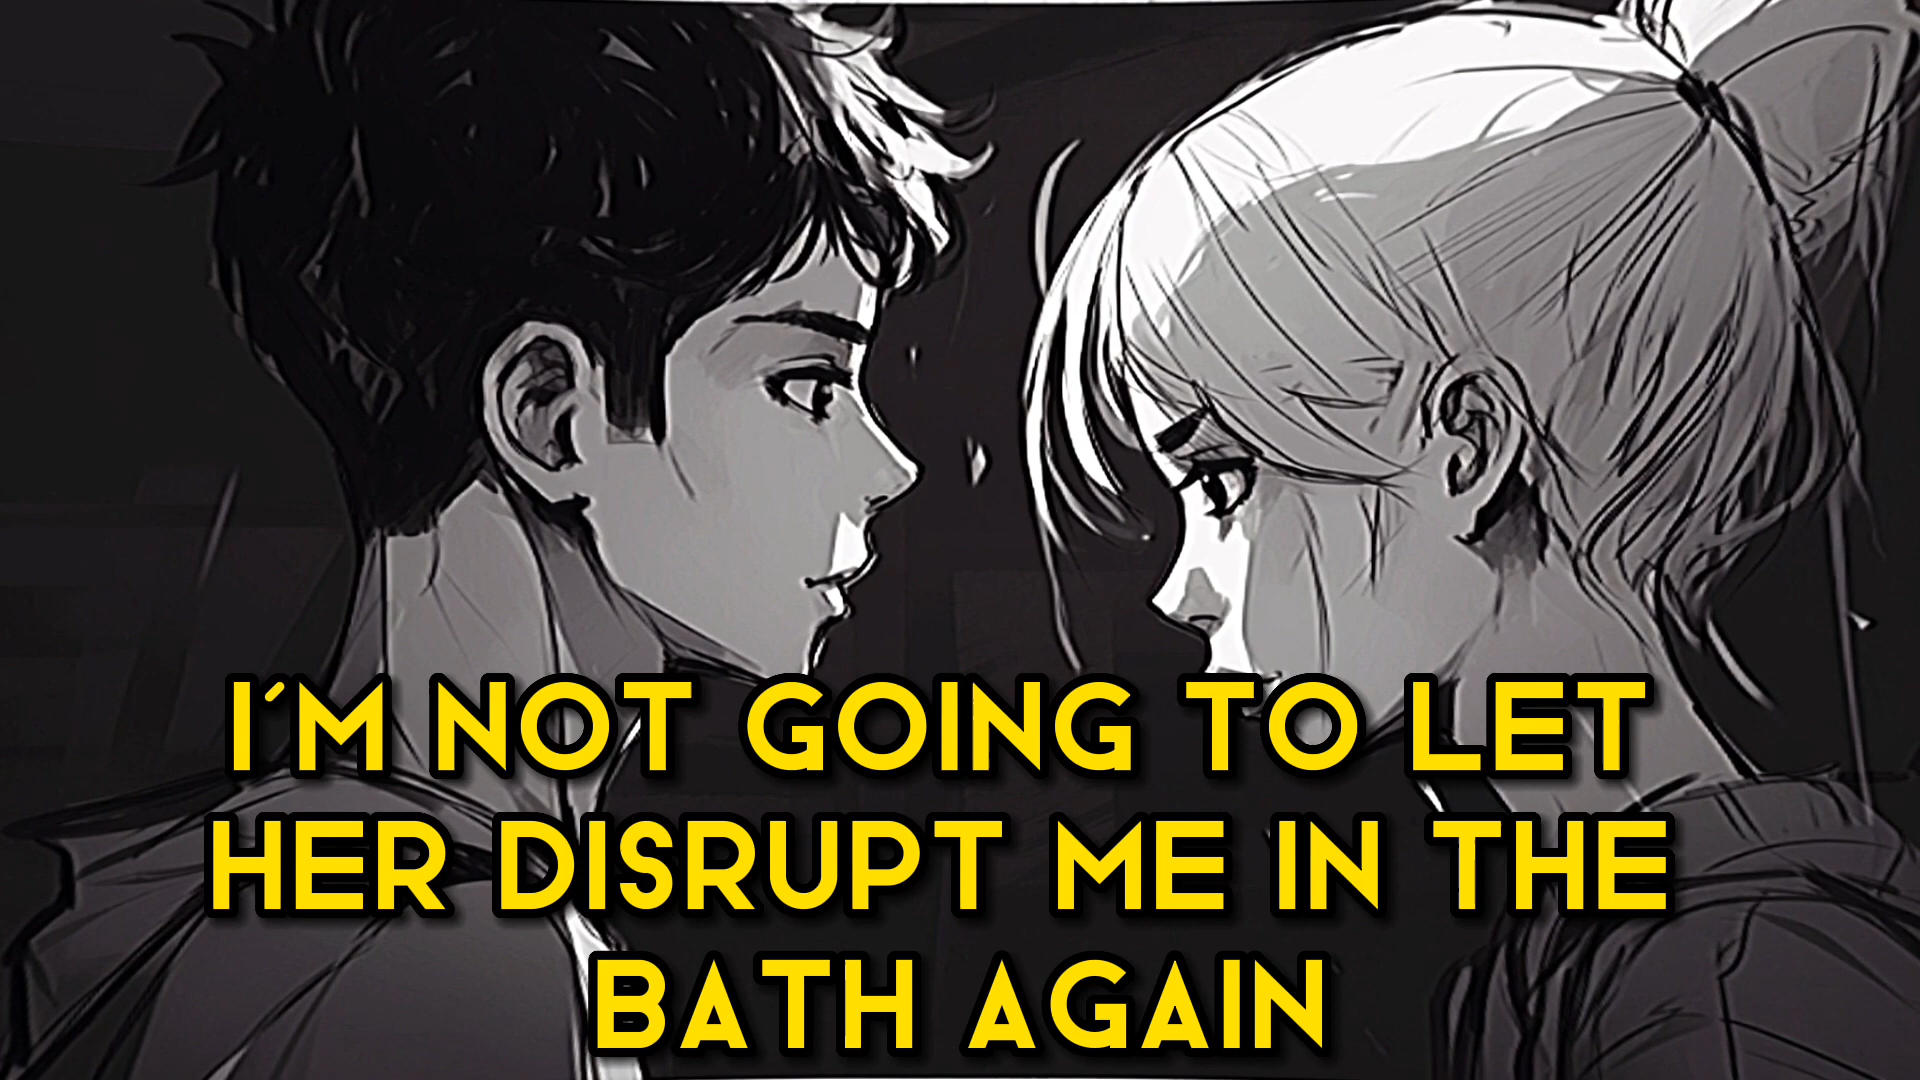 I'M NOT GOING TO LET
HER DISRUPT ME IN THE
BATH AGAIN